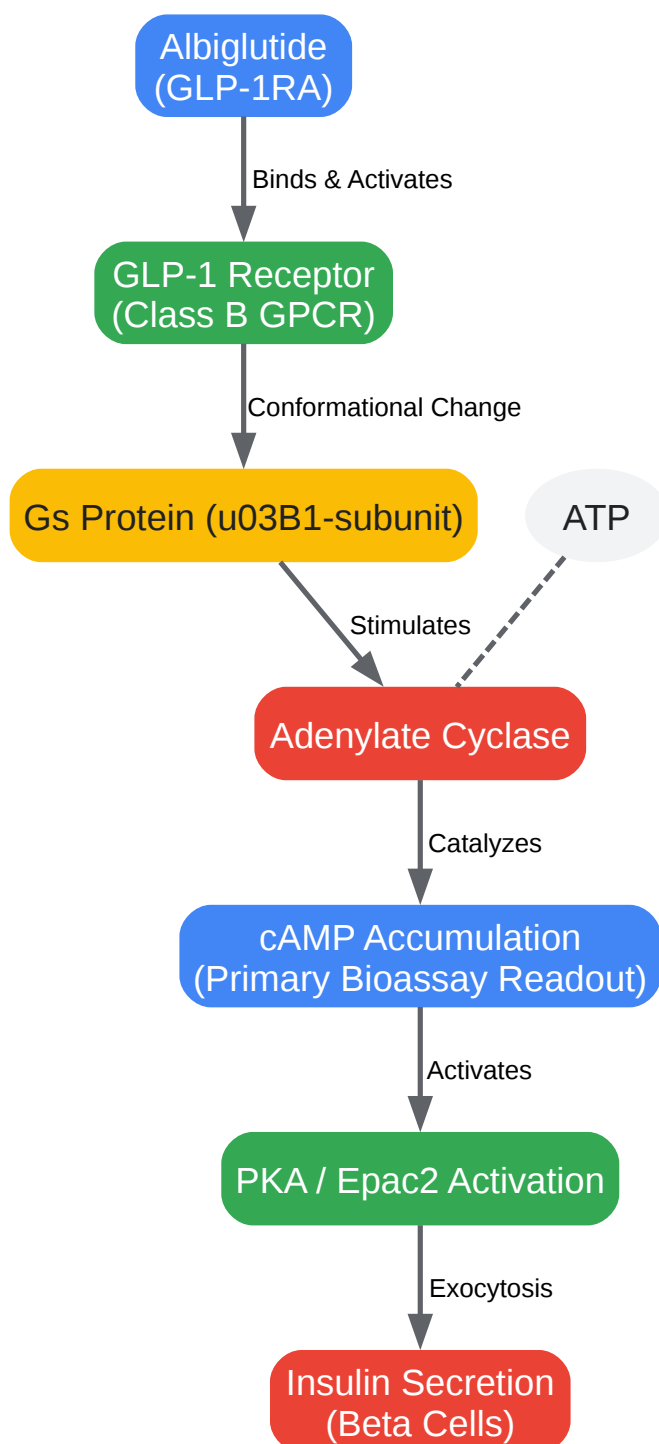 Albiglutide
(GLP-1RA)
Binds & Activates
GLP-1 Receptor
(Class B GPCR)
Conformational Change
Gs Protein (u03B1-subunit)
ATP
Stimulates
Adenylate Cyclase
Catalyzes
cAMP Accumulation
(Primary Bioassay Readout)
Activates
PKA / Epac2 Activation
Exocytosis
Insulin Secretion
(Beta Cells)